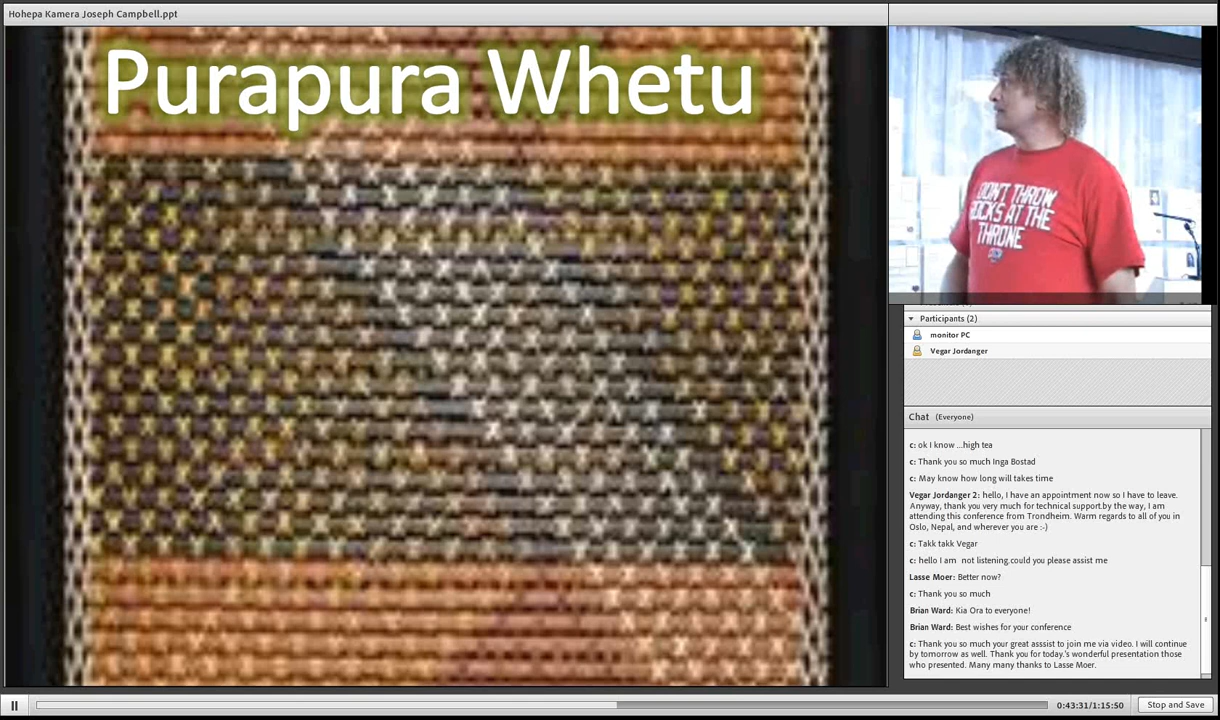 Hohepa Kamera Joseph Campbell.ppt
Purapura Whetu
DON'T THROW
ROCKS AT THE
THRONE
Participants (2)
monitor PC
Vegar Jordanger
Chat (Everyone)
c: ok I know ...high tea
c: Thank you so much Inga Bostad
c: May know how long will takes time
Vegar Jordanger 2: hello, I have an appointment now so I have to leave.
Anyway, thank you very much for technical support.by the way, I am
attending this conference from Trondheim. Warm regards to all of you in
Oslo, Nepal, and wherever you are :-)
c: Takk takk Vegar
c: hello I am not listening.could you please assist me
Lasse Moer: Better now?
c: Thank you so much
Brian Ward: Kia Ora to everyone!
Brian Ward: Best wishes for your conference
c: Thank you so much your great asssist to join me via video. I will continue
by tomorrow as well. Thank you for today.'s wonderful presentation those
who presented. Many many thanks to Lasse Moer.
0:43:31/1:15:50
Stop and Save